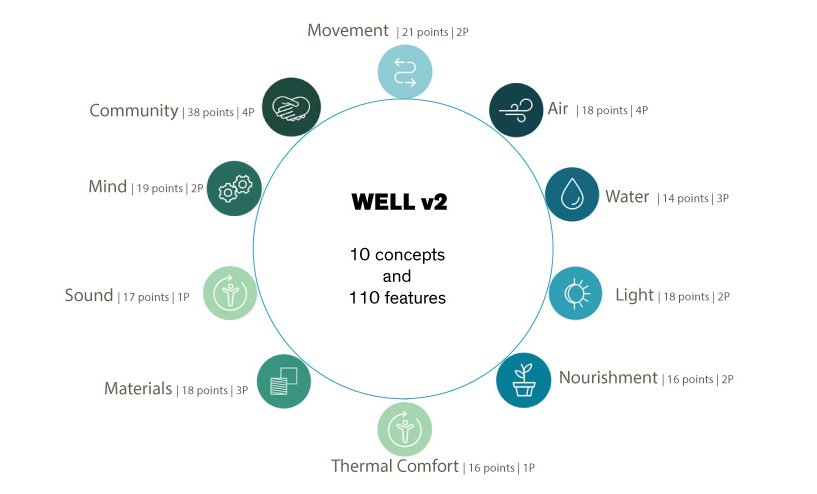 Movement | 21 points | 2P
Community | 38 points | 4P
Air | 18 points | 4P
Mind | 19 points | 2P
Water | 14 points | 3P
WELL v2
10 concepts
and
110 features
Sound | 17 points | 1P
Light | 18 points | 2P
Materials | 18 points | 3P
Nourishment | 16 points | 2P
Thermal Comfort | 16 points | 1P